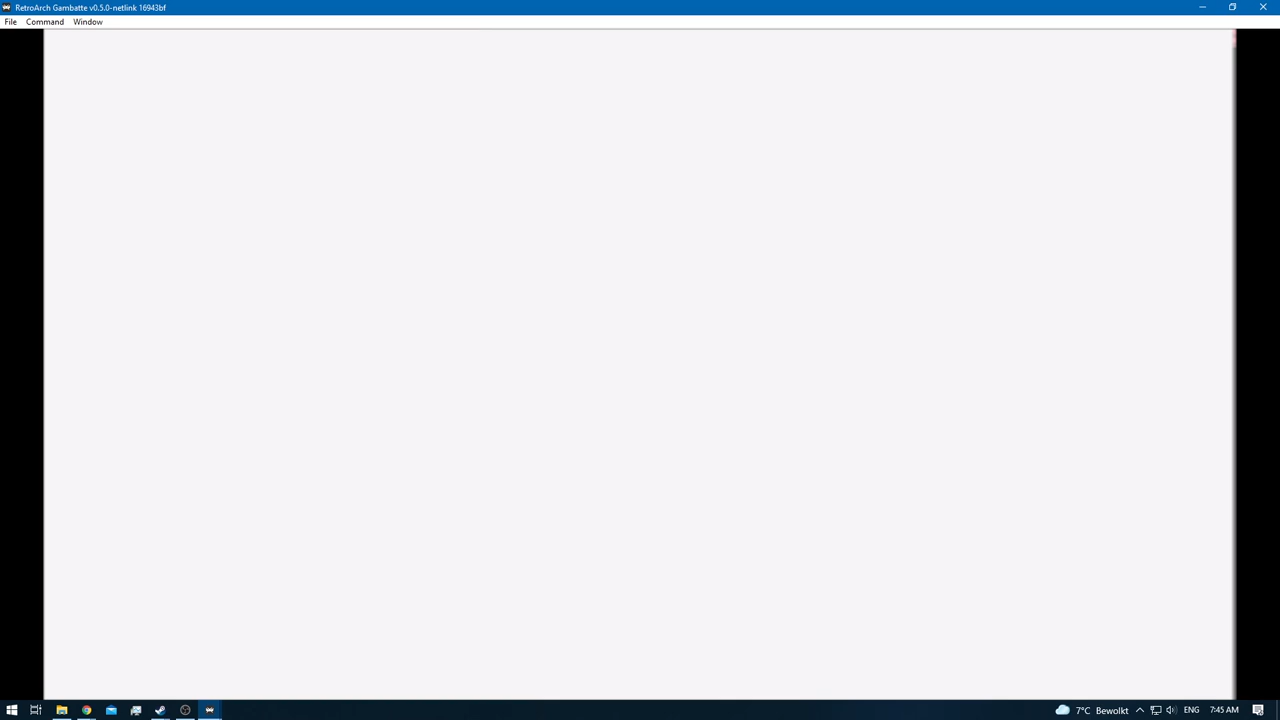 RetroArch Gambatte v0.5.0-netlink 16943bf
File Command Window
7°C Bewolkt ENG 7:45 AM